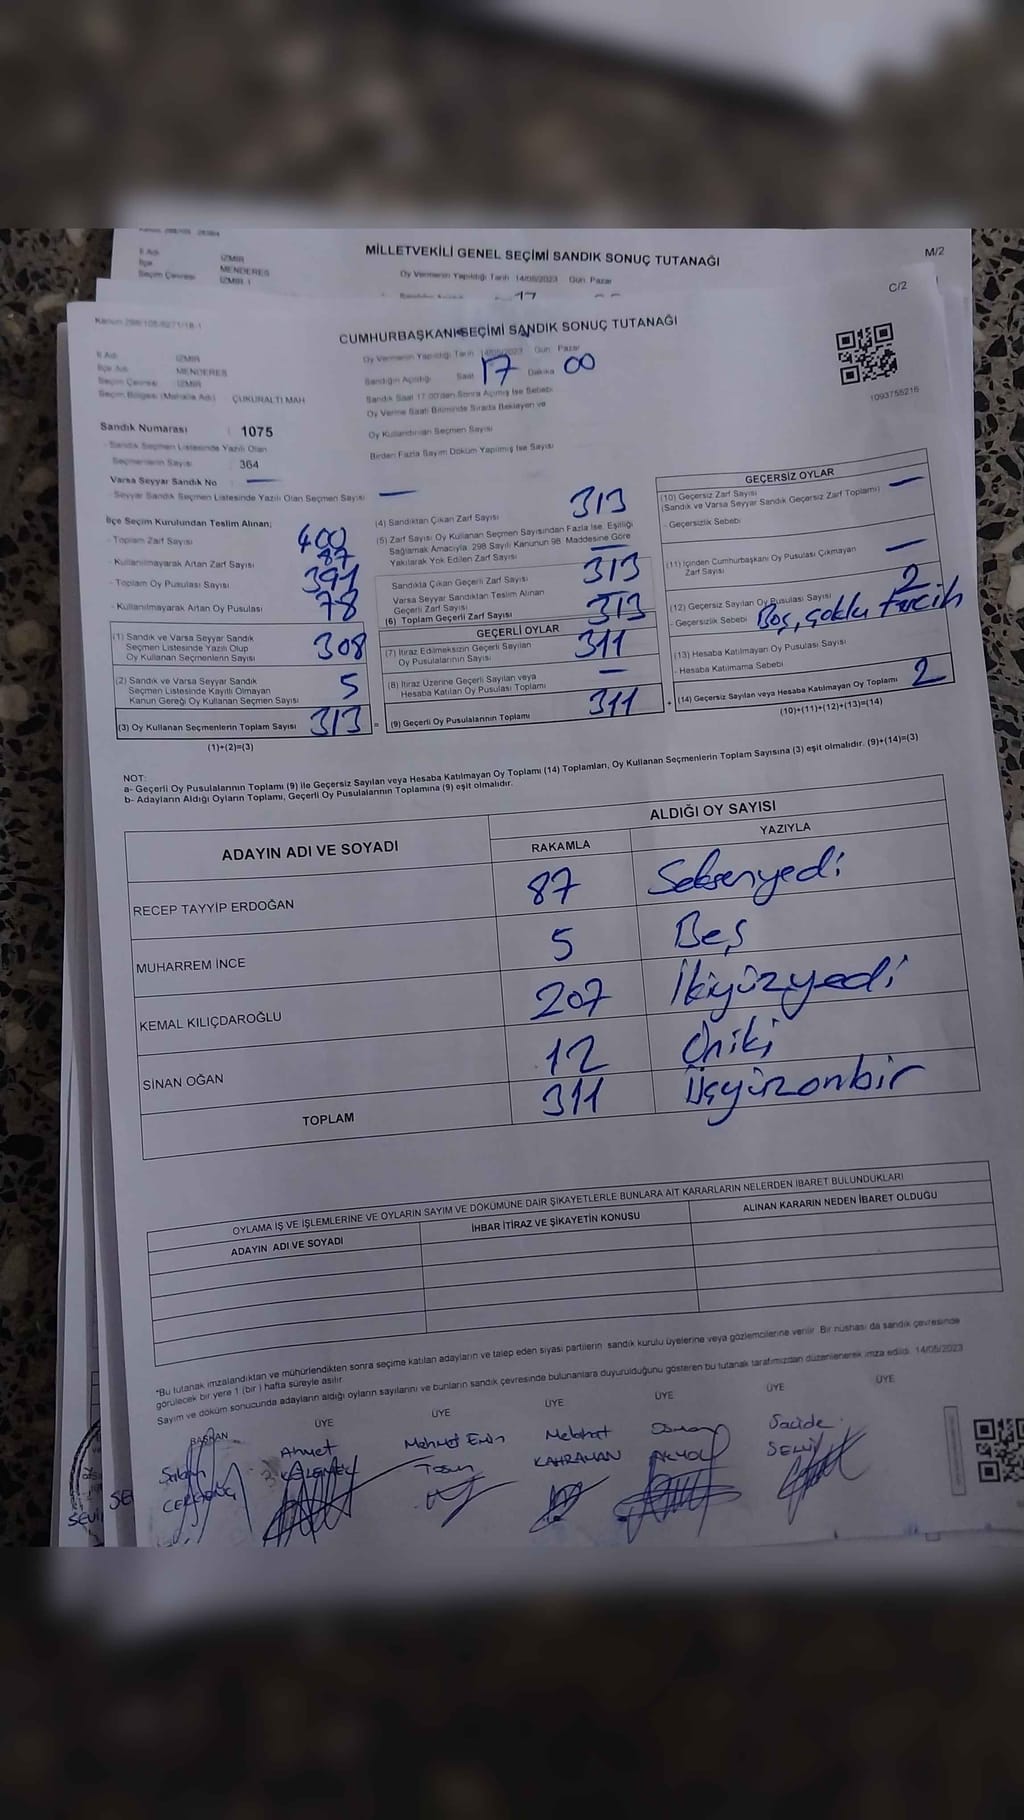 MİLLETVEKİLİ GENEL SEÇİMİ SANDIK SONUÇ TUTANAĞI
M/2
İl Adı İZMİR
İlçe MENDERES
Seçim Çevresi İZMİR-1
Oy Vermenin Yapıldığı Tarih 14/05/2023 Gün Pazar
17
C/2
CUMHURBAŞKANI SEÇİMİ SANDIK SONUÇ TUTANAĞI
İl Adı İZMİR
İlçe Adı MENDERES
Seçim Çevresi İZMİR
Seçim Bölgesi (Mahalle Adı) ÇUKURALTI MAH
Oy Vermenin Yapıldığı Tarih 14/05/2023 Gün Pazar
Sandığın Açıldığı Saat 17 Dakika 00
Sandık Saat 17.00'den Sonra Açılmış İse Sebebi
Oy Verme Saati Bitiminde Sırada Bekleyen ve
Oy Kullandırılan Seçmen Sayısı
Birden Fazla Sayım Döküm Yapılmış İse Sayısı
1093755216
Sandık Numarası : 1075
- Sandık Seçmen Listesinde Yazılı Olan
Seçmenlerin Sayısı : 364
Varsa Seyyar Sandık No : —
- Seyyar Sandık Seçmen Listesinde Yazılı Olan Seçmen Sayısı : —
İlçe Seçim Kurulundan Teslim Alınan;
- Toplam Zarf Sayısı : 400
- Kullanılmayarak Artan Zarf Sayısı : 87
- Toplam Oy Pusulası Sayısı : 391
- Kullanılmayarak Artan Oy Pusulası : 78
(1) Sandık ve Varsa Seyyar Sandık
Seçmen Listesinde Yazılı Olup
Oy Kullanan Seçmenlerin Sayısı 308
(2) Sandık ve Varsa Seyyar Sandık
Seçmen Listesinde Kayıtlı Olmayan
Kanun Gereği Oy Kullanan Seçmen Sayısı 5
(3) Oy Kullanan Seçmenlerin Toplam Sayısı 313
(1)+(2)=(3)
(4) Sandıktan Çıkan Zarf Sayısı 313
(5) Zarf Sayısı Oy Kullanan Seçmen Sayısından Fazla İse, Eşitliği
Sağlamak Amacıyla, 298 Sayılı Kanunun 98. Maddesine Göre
Yakılarak Yok Edilen Zarf Sayısı —
Sandıkta Çıkan Geçerli Zarf Sayısı 313
Varsa Seyyar Sandıktan Teslim Alınan
Geçerli Zarf Sayısı —
(6) Toplam Geçerli Zarf Sayısı 313
GEÇERLİ OYLAR
(7) İtiraz Edilmeksizin Geçerli Sayılan
Oy Pusulalarının Sayısı 311
(8) İtiraz Üzerine Geçerli Sayılan veya
Hesaba Katılan Oy Pusulası Toplamı —
= (9) Geçerli Oy Pusulalarının Toplamı 311
GEÇERSİZ OYLAR
(10) Geçersiz Zarf Sayısı
(Sandık ve Varsa Seyyar Sandık Geçersiz Zarf Toplamı) —
- Geçersizlik Sebebi
(11) İçinden Cumhurbaşkanı Oy Pusulası Çıkmayan
Zarf Sayısı —
(12) Geçersiz Sayılan Oy Pusulası Sayısı 2
- Geçersizlik Sebebi Boş, çoklu tercih
(13) Hesaba Katılmayan Oy Pusulası Sayısı
- Hesaba Katılmama Sebebi
+ (14) Geçersiz Sayılan veya Hesaba Katılmayan Oy Toplamı 2
(10)+(11)+(12)+(13)=(14)
NOT:
a- Geçerli Oy Pusulalarının Toplamı (9) ile Geçersiz Sayılan veya Hesaba Katılmayan Oy Toplamı (14) Toplamları, Oy Kullanan Seçmenlerin Toplam Sayısına (3) eşit olmalıdır. (9)+(14)=(3)
b- Adayların Aldığı Oyların Toplamı, Geçerli Oy Pusulalarının Toplamına (9) eşit olmalıdır.
ADAYIN ADI VE SOYADI
ALDIĞI OY SAYISI
RAKAMLA YAZIYLA
RECEP TAYYİP ERDOĞAN 87 Seksenyedi
MUHARREM İNCE 5 Beş
KEMAL KILIÇDAROĞLU 207 İkiyüzyedi
SİNAN OĞAN 12 Oniki
TOPLAM 311 Üçyüzonbir
OYLAMA İŞ VE İŞLEMLERİNE VE OYLARIN SAYIM VE DÖKÜMÜNE DAİR ŞİKAYETLERLE BUNLARA AİT KARARLARIN NELERDEN İBARET BULUNDUKLARI
ADAYIN ADI VE SOYADI
İHBAR İTİRAZ VE ŞİKAYETİN KONUSU
ALINAN KARARIN NEDEN İBARET OLDUĞU
*Bu tutanak imzalandıktan ve mühürlendikten sonra seçime katılan adayların ve talep eden siyasi partilerin sandık kurulu üyelerine veya gözlemcilerine verilir. Bir nüshası da sandık çevresinde
görülecek bir yere 1 (bir) hafta süreyle asılır.
Sayım ve döküm sonucunda adayların aldığı oyların sayılarını ve bunların sandık çevresinde bulunanlara duyurulduğunu gösteren bu tutanak tarafımızdan düzenlenerek imza edildi. 14/05/2023
BAŞKAN ÜYE ÜYE ÜYE ÜYE ÜYE ÜYE
Ahmet
Mehmet Emin
Tosun
Melahat
KAHRAMAN
Osman
AKYOL
Sacide